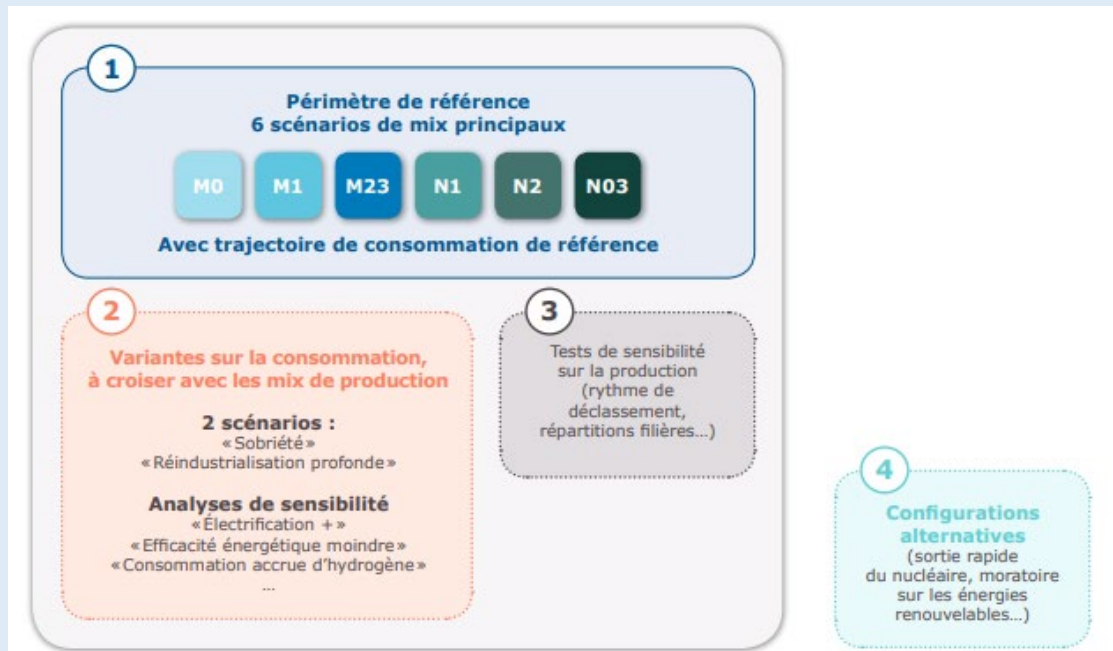 1
Périmètre de référence
6 scénarios de mix principaux
M0 M1 M23 N1 N2 N03
Avec trajectoire de consommation de référence
2
Variantes sur la consommation,
à croiser avec les mix de production
2 scénarios :
«Sobriété»
«Réindustrialisation profonde»
Analyses de sensibilité
«Électrification +»
«Efficacité énergétique moindre»
«Consommation accrue d'hydrogène»
...
3
Tests de sensibilité
sur la production
(rythme de
déclassement,
répartitions filières...)
4
Configurations
alternatives
(sortie rapide
du nucléaire, moratoire
sur les énergies
renouvelables...)